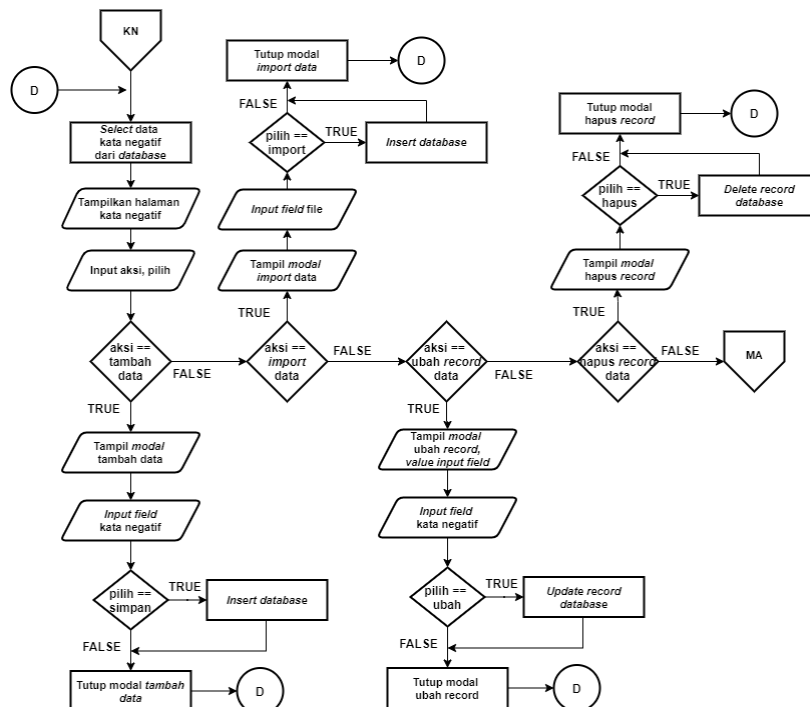 KN
D
Select data
kata negatif
dari database
Tampilkan halaman
kata negatif
Input aksi, pilih
aksi ==
tambah
data
FALSE
TRUE
Tampil modal
tambah data
Input field
kata negatif
pilih ==
simpan
TRUE
Insert database
FALSE
Tutup modal tambah
data
D
Tutup modal
import data
D
FALSE
pilih ==
import
TRUE
Insert database
Input field file
Tampil modal
import data
TRUE
aksi ==
import
data
FALSE
aksi ==
ubah record
data
FALSE
TRUE
Tampil modal
ubah record,
value input field
Input field
kata negatif
pilih ==
ubah
TRUE
Update record
database
FALSE
Tutup modal
ubah record
D
Tutup modal
hapus record
D
FALSE
pilih ==
hapus
TRUE
Delete record
database
Tampil modal
hapus record
TRUE
aksi ==
hapus record
data
FALSE
MA